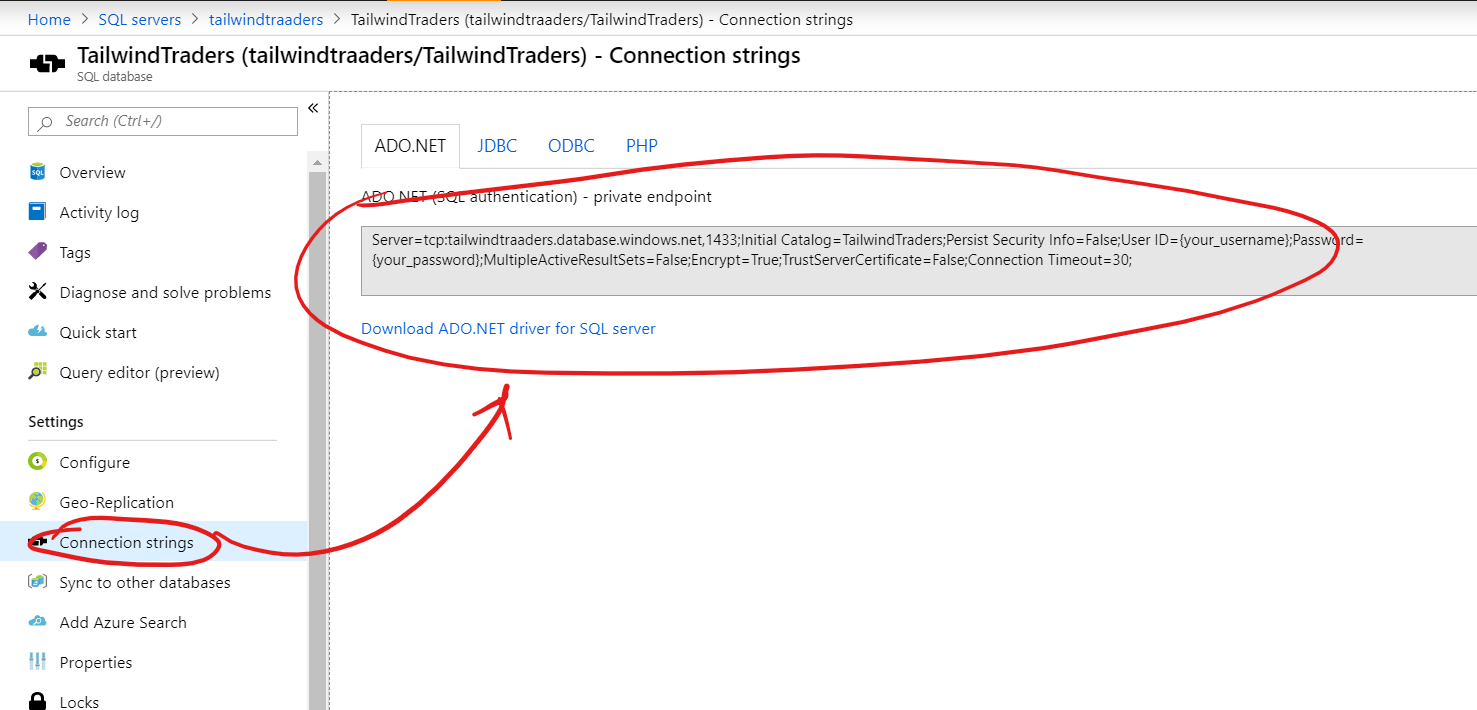 Home > SQL servers > tailwindtraaders > TailwindTraders (tailwindtraaders/TailwindTraders) - Connection strings
TailwindTraders (tailwindtraaders/TailwindTraders) - Connection strings
SQL database
Search (Ctrl+/)
«
Overview
Activity log
Tags
Diagnose and solve problems
Quick start
Query editor (preview)
Settings
Configure
Geo-Replication
Connection strings
Sync to other databases
Add Azure Search
Properties
Locks
ADO.NET JDBC ODBC PHP
ADO.NET (SQL authentication) - private endpoint
Server=tcp:tailwindtraaders.database.windows.net,1433;Initial Catalog=TailwindTraders;Persist Security Info=False;User ID={your_username};Password=
{your_password};MultipleActiveResultSets=False;Encrypt=True;TrustServerCertificate=False;Connection Timeout=30;
Download ADO.NET driver for SQL server